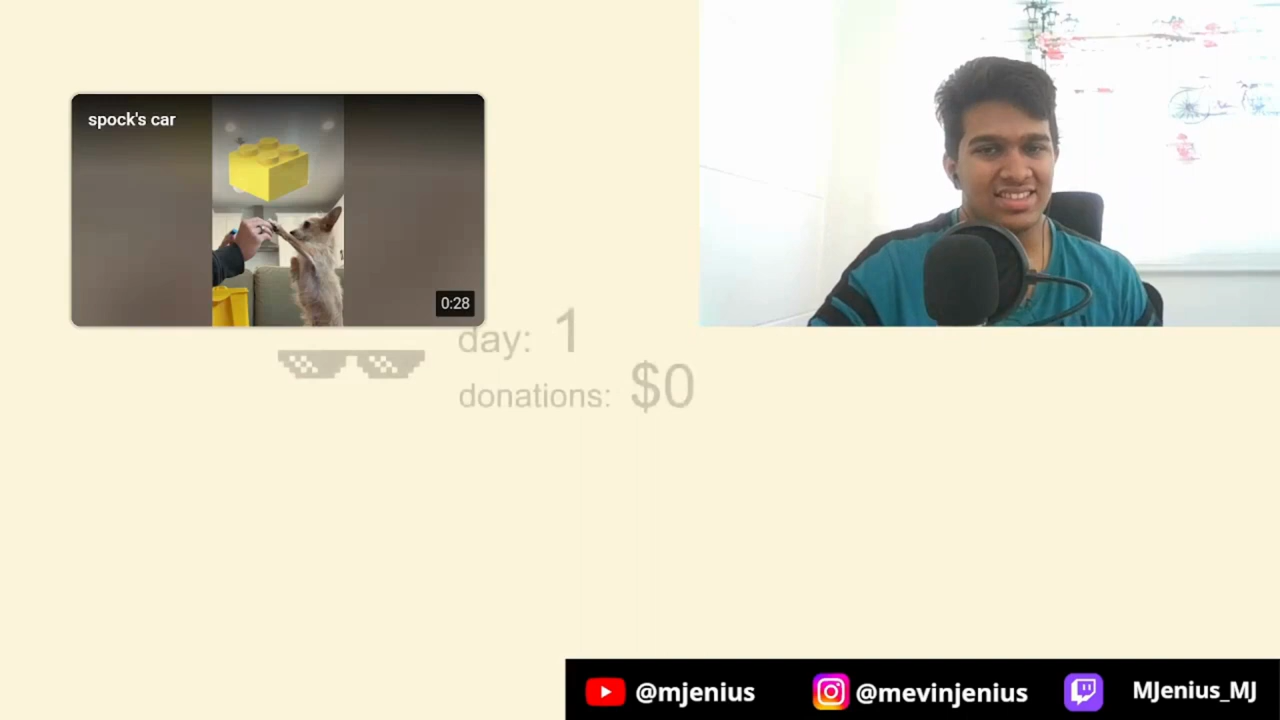 spock's car
0:28
day: 1
donations: $0
@mjenius
@mevinjenius
MJenius_MJ